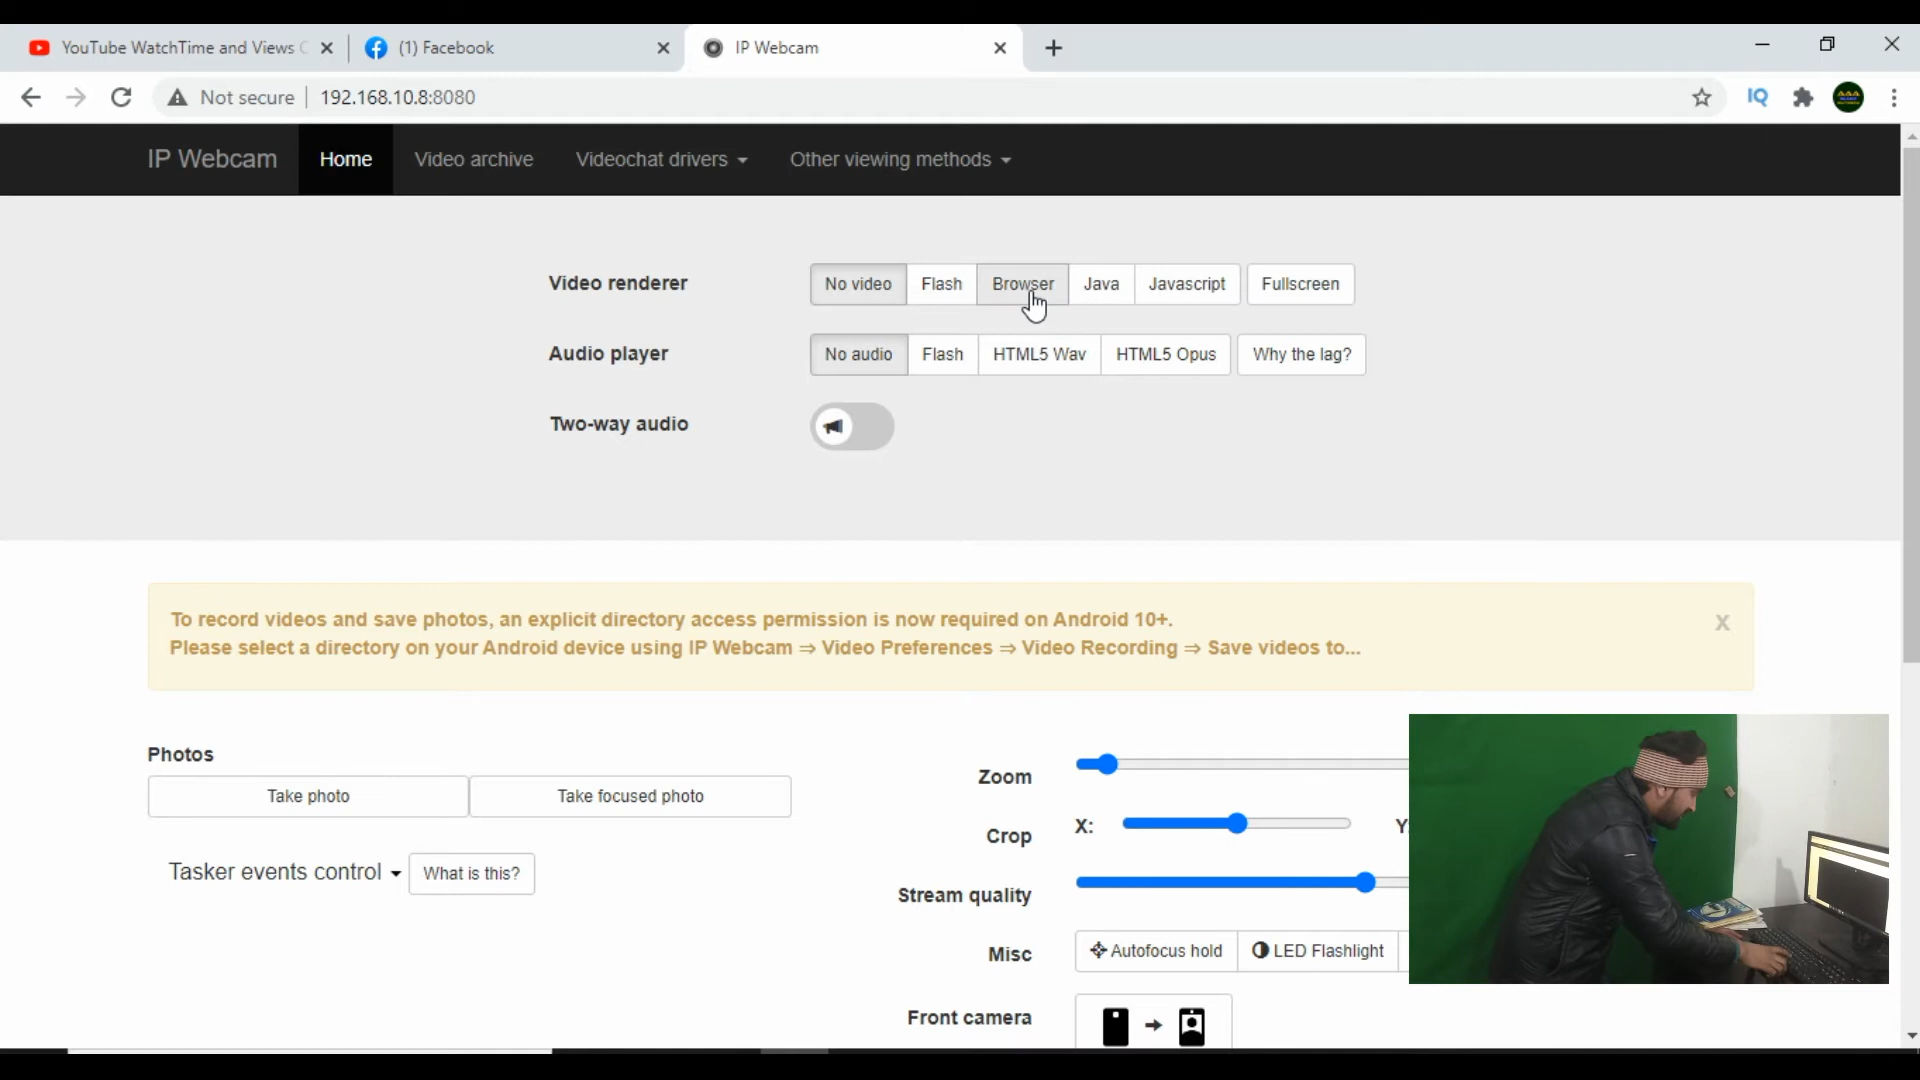 YouTube WatchTime and Views
(1) Facebook
IP Webcam
Not secure
192.168.10.8:8080
IQ
IP Webcam
Home
Video archive
Videochat drivers
Other viewing methods
Video renderer
No video
Flash
Browser
Java
Javascript
Fullscreen
Audio player
No audio
Flash
HTML5 Wav
HTML5 Opus
Why the lag?
Two-way audio
To record videos and save photos, an explicit directory access permission is now required on Android 10+.
x
Please select a directory on your Android device using IP Webcam ⇒ Video Preferences ⇒ Video Recording ⇒ Save videos to...
Photos
Take photo
Take focused photo
Tasker events control
What is this?
Zoom
Crop
X:
Y:
Stream quality
Misc
Autofocus hold
LED Flashlight
Front camera